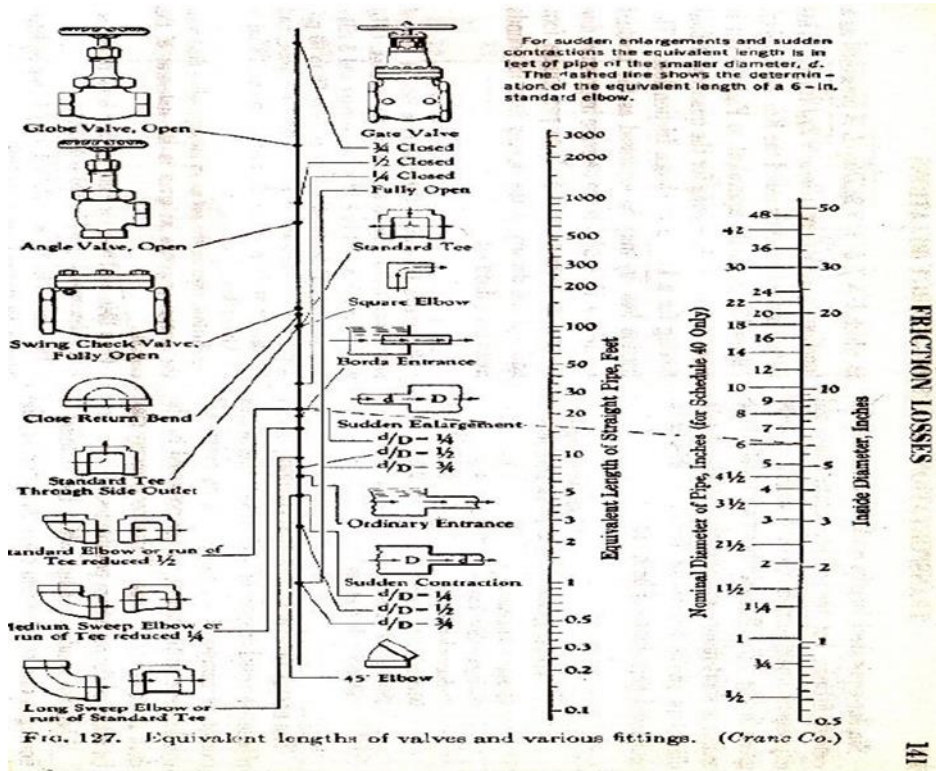 For sudden enlargements and sudden
contractions the equivalent length is in
feet of pipe of the smaller diameter, d.
The dashed line shows the determin-
ation of the equivalent length of a 6-in.
standard elbow.
Globe Valve, Open
Angle Valve, Open
Swing Check Valve,
Fully Open
Close Return Bend
Standard Tee
Through Side Outlet
tandard Elbow or run of
Tee reduced ½
Medium Sweep Elbow or
run of Tee reduced ¼
Long Sweep Elbow or
run of Standard Tee
Gate Valve
¾ Closed
½ Closed
¼ Closed
Fully Open
Standard Tee
Square Elbow
Borda Entrance
d D
Sudden Enlargement
d/D - ¼
d/D - ½
d/D - ¾
Ordinary Entrance
D d
Sudden Contraction
d/D - ¼
d/D - ½
d/D - ¾
45° Elbow
3000
2000
1000
500
300
200
100
50
30
20
10
5
3
2
1
0.5
0.3
0.2
0.1
Equivalent Length of Straight Pipe, Feet
Nominal Diameter of Pipe, Inches (for Schedule 40 Only)
48
42
36
30
24
22
20
18
16
14
12
10
9
8
7
6
5
4½
4
3½
3
2½
2
1½
1¼
1
¾
½
50
30
20
10
5
3
2
1
0.5
Inside Diameter, Inches
FRICTION LOSSES
141
FIG. 127. Equivalent lengths of valves and various fittings. (Crane Co.)